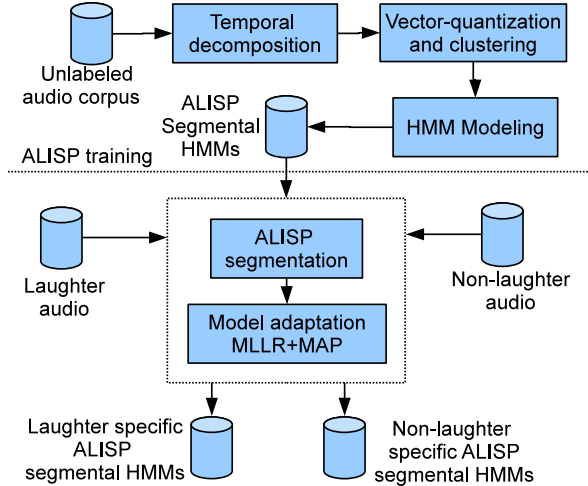 Temporal
decomposition
Vector-quantization
and clustering
Unlabeled
audio corpus
ALISP
Segmental
HMMs
HMM Modeling
ALISP training
ALISP
segmentation
Laughter
audio
Non-laughter
audio
Model adaptation
MLLR+MAP
Laughter specific
ALISP
segmental HMMs
Non-laughter
specific ALISP
segmental HMMs